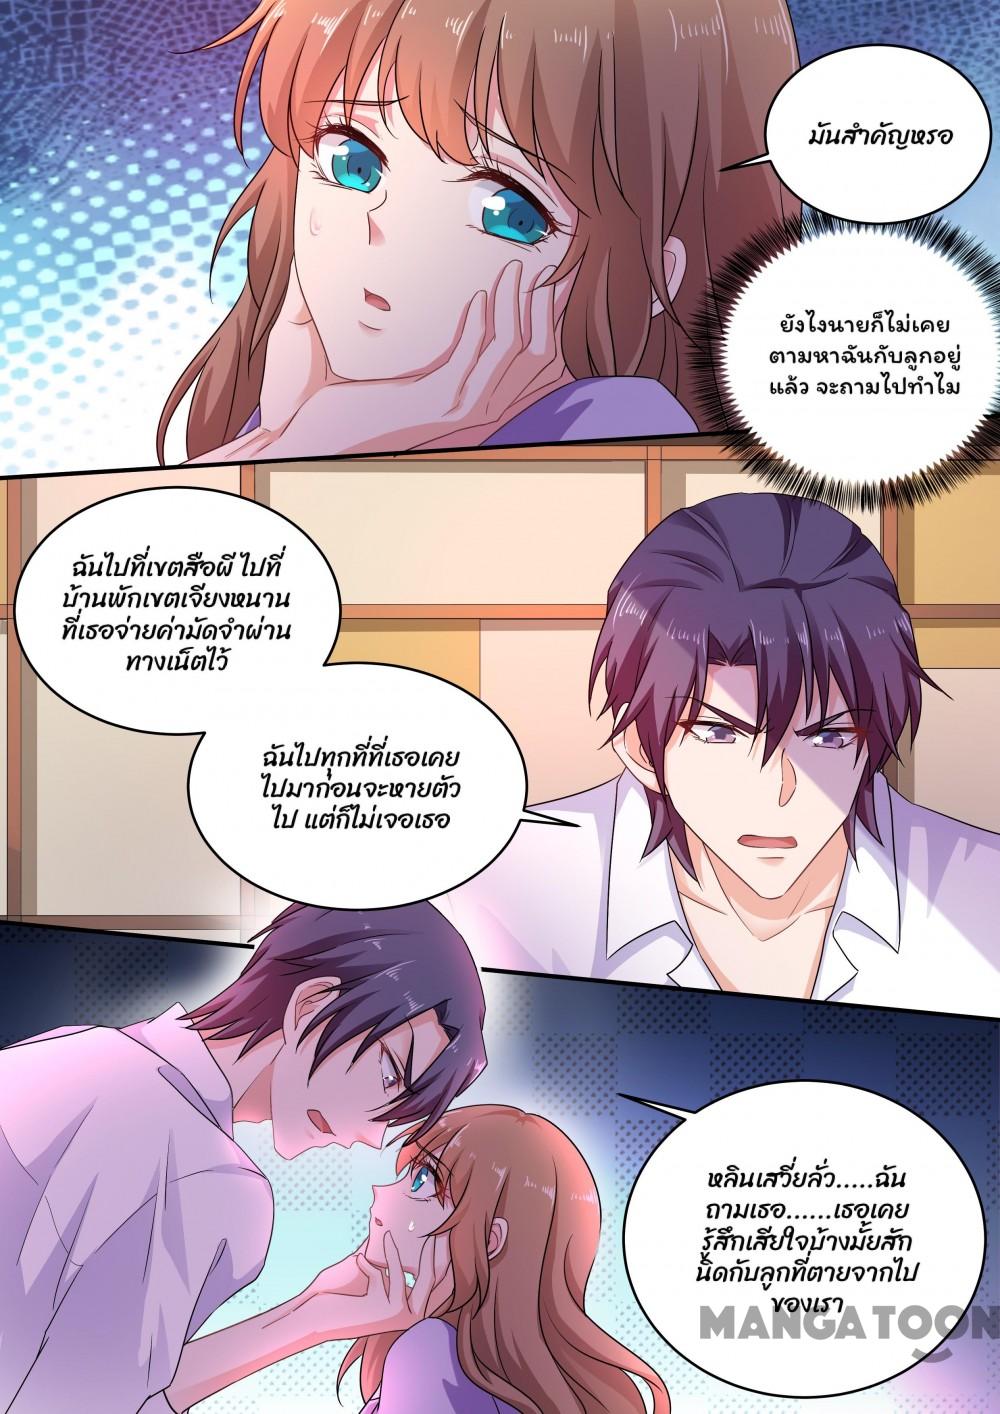 มันสำคัญหรอ
ยังไงนายก็ไม่เคย
ตามหาฉันกับลูกอยู่
แล้ว จะถามไปทำไม
ฉันไปที่เขตสือผี ไปที่
บ้านพักเขตเจียงหนาน
ที่เธอจ่ายค่ามัดจำผ่าน
ทางเน็ตไว้
ฉันไปทุกที่ที่เธอเคย
ไปมาก่อนจะหายตัว
ไป แต่ก็ไม่เจอเธอ
หลินเสวี่ยลั่ว.....ฉัน
ถามเธอ......เธอเคย
รู้สึกเสียใจบ้างมั้ยสัก
นิดกับลูกที่ตายจากไป
ของเรา
MANGATOON